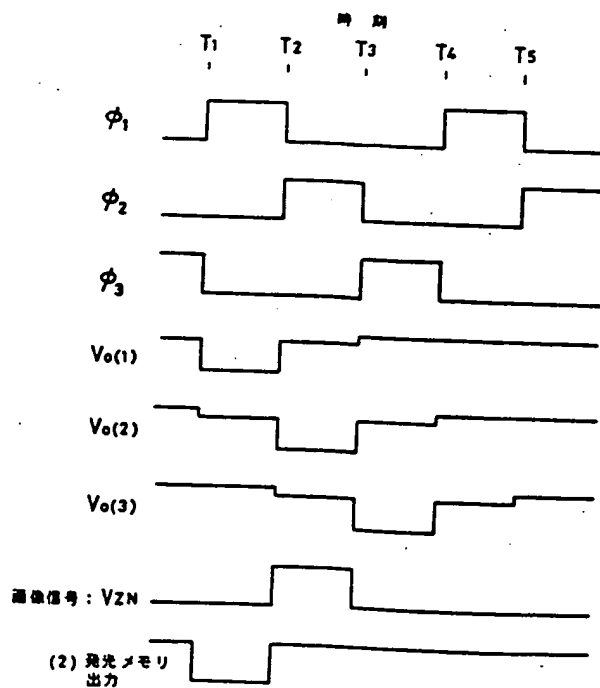 時刻
T1 T2 T3 T4 T5
φ1
φ2
φ3
Vo(1)
Vo(2)
Vo(3)
画像信号：VZN
(2) 発光メモリ
出力